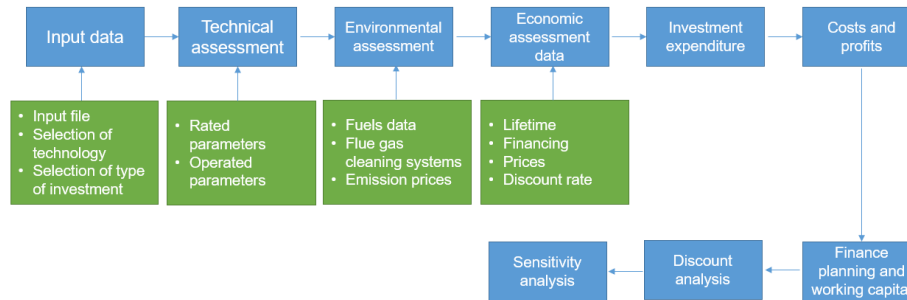 Input data
Technical
assessment
Environmental
assessment
Economic
assessment
data
Investment
expenditure
Costs and
profits
• Input file
• Selection of
technology
• Selection of type
of investment
• Rated
parameters
• Operated
parameters
• Fuels data
• Flue gas
cleaning systems
• Emission prices
• Lifetime
• Financing
• Prices
• Discount rate
Sensitivity
analysis
Discount
analysis
Finance
planning and
working capital